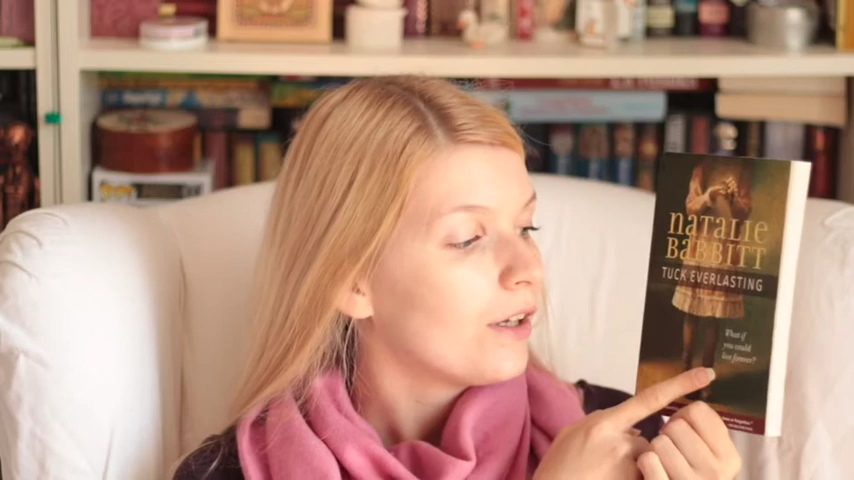 natalie
BABBITT
TUCK EVERLASTING
What if
you could
live forever?